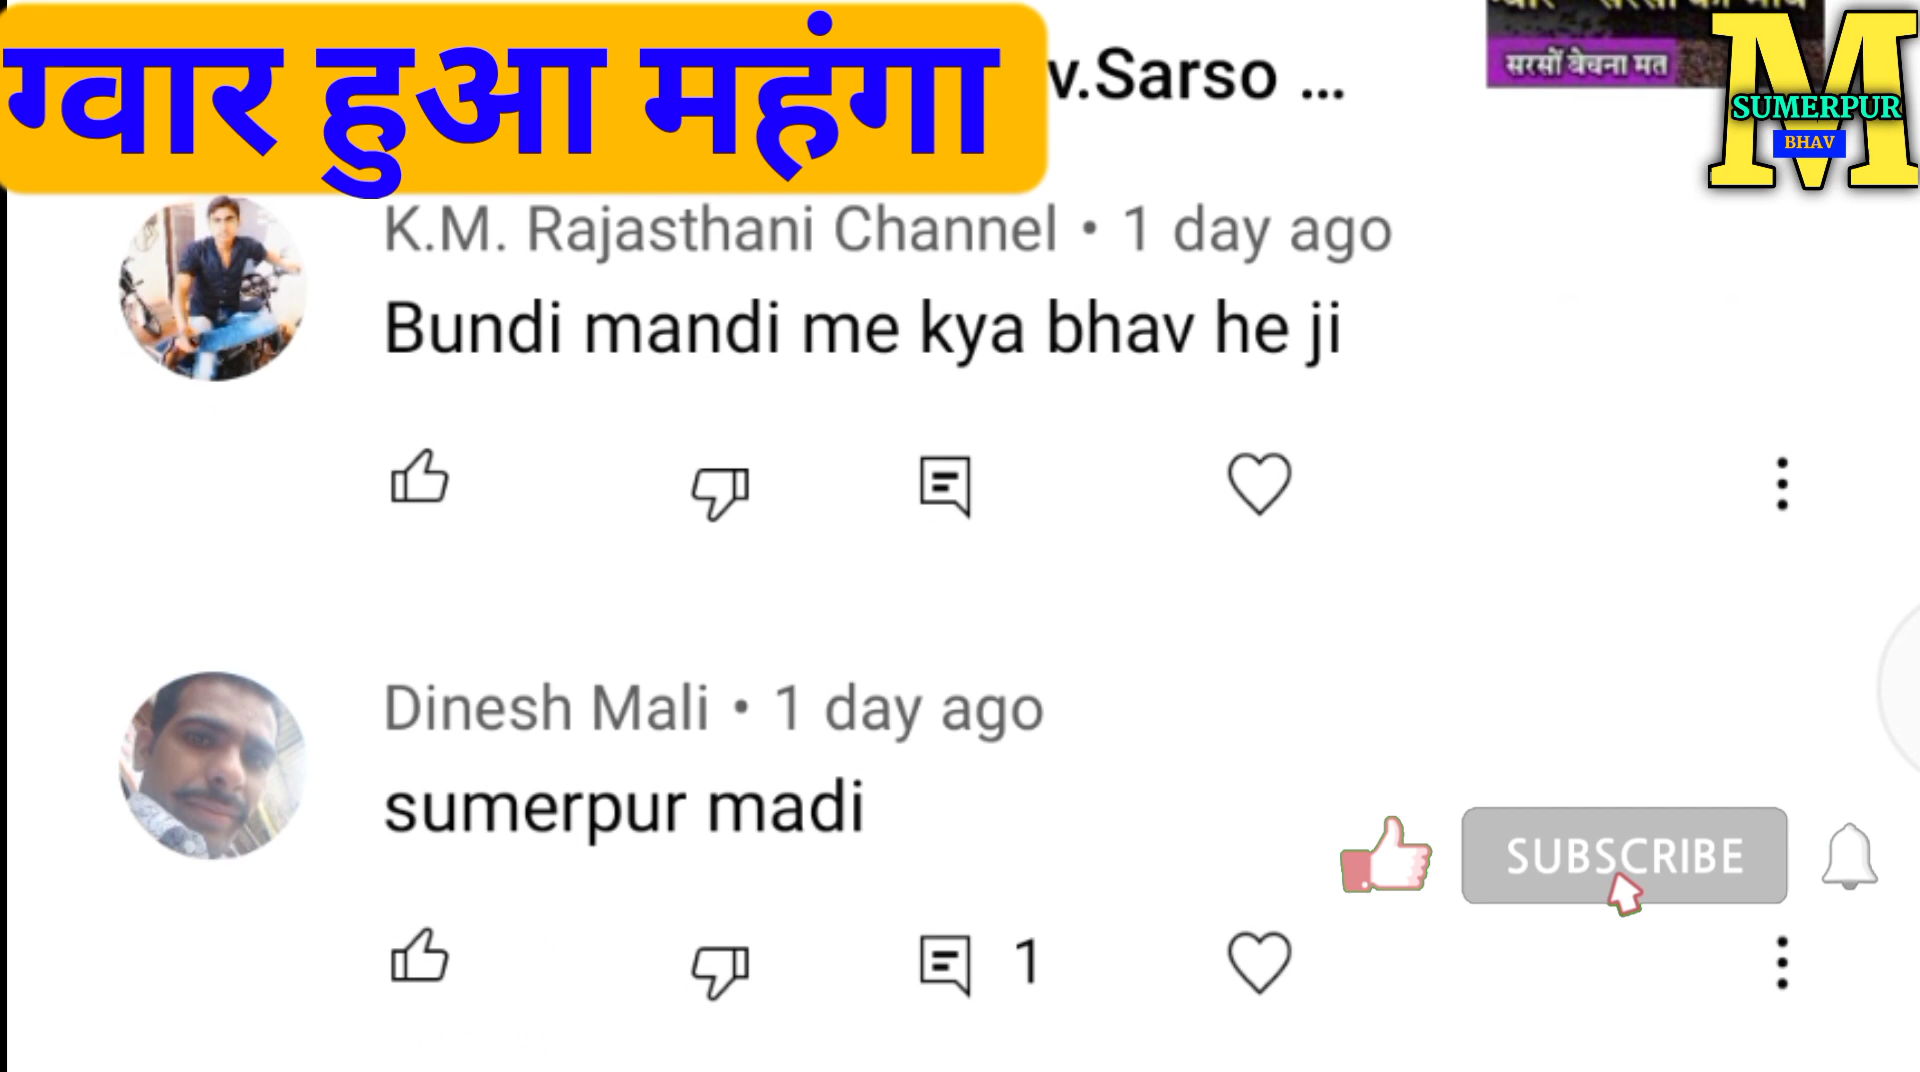 ग्वार हुआ महंगा
v.Sarso ...
सरसों बेचना मत
M
SUMERPUR
BHAV
K.M. Rajasthani Channel • 1 day ago
Bundi mandi me kya bhav he ji
Dinesh Mali • 1 day ago
sumerpur madi
SUBSCRIBE
1